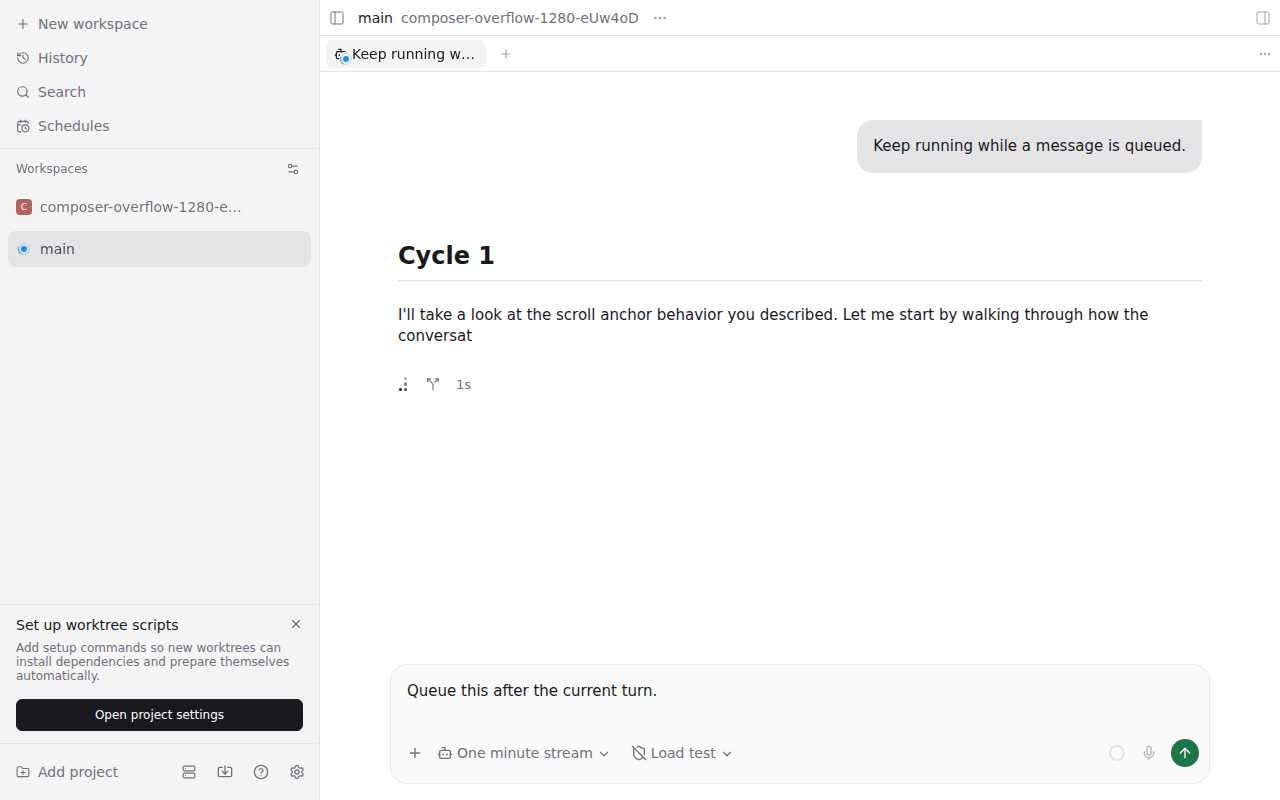 New workspace
History
Search
Schedules
Workspaces
C composer-overflow-1280-e…
main
Set up worktree scripts
Add setup commands so new worktrees can
install dependencies and prepare themselves
automatically.
Open project settings
Add project
main composer-overflow-1280-eUw4oD
Keep running w…
Keep running while a message is queued.
Cycle 1
I'll take a look at the scroll anchor behavior you described. Let me start by walking through how the
conversat
1s
Queue this after the current turn.
One minute stream Load test